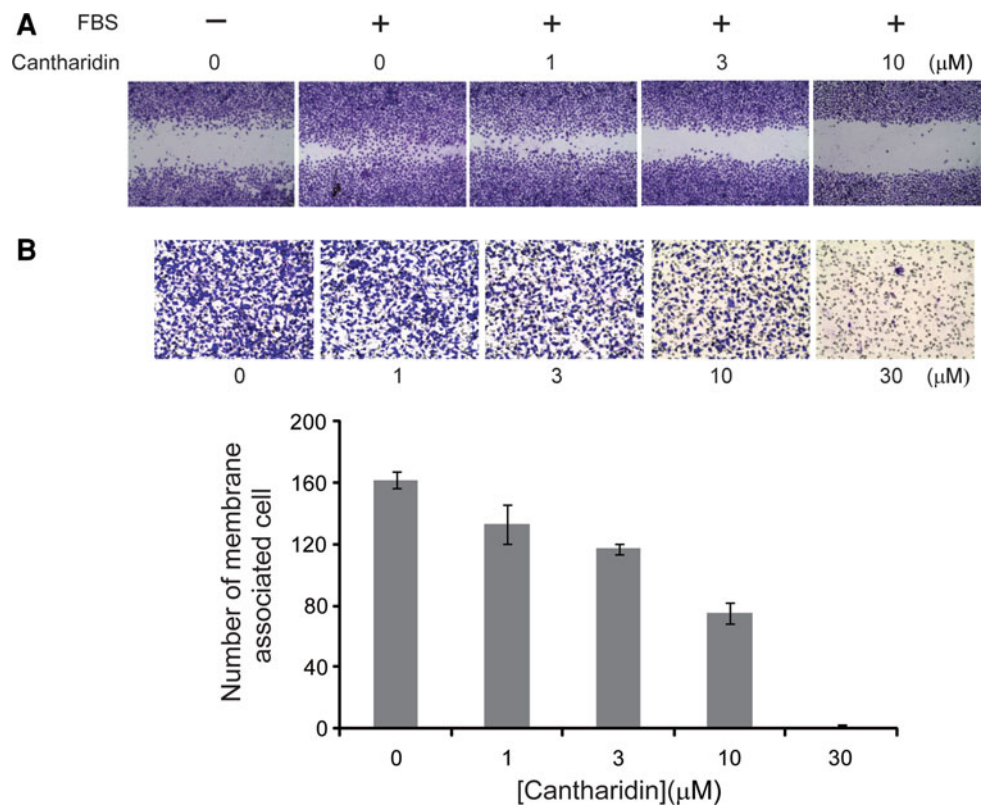 A FBS − + + + +
Cantharidin 0 0 1 3 10 (μM)
B
0 1 3 10 30 (μM)
200
160
120
80
40
0
Number of membrane
associated cell
0 1 3 10 30
[Cantharidin](μM)